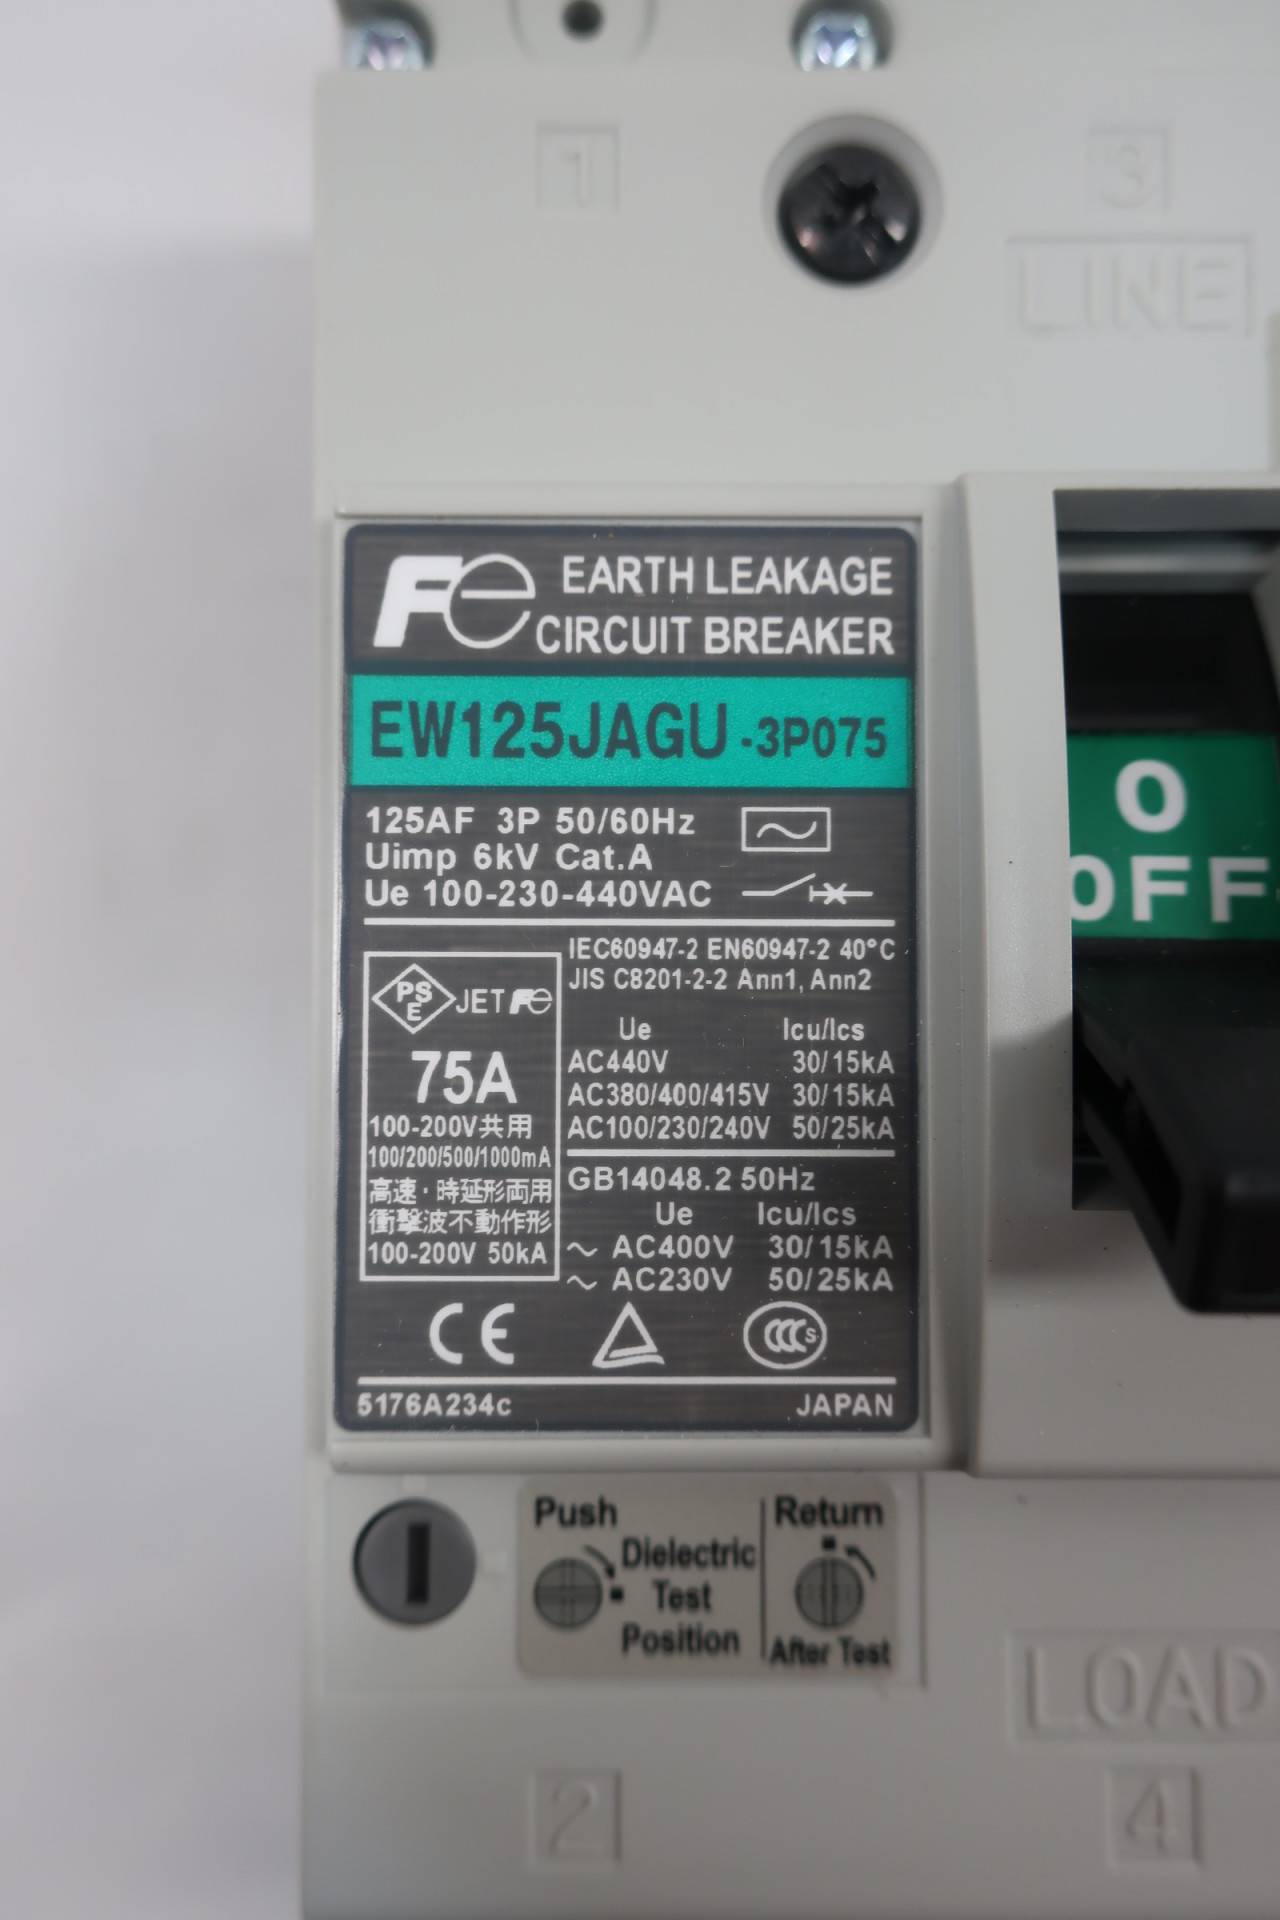 1
3
LINE
Fe EARTH LEAKAGE
CIRCUIT BREAKER
EW125JAGU -3P075
125AF 3P 50/60Hz
Uimp 6kV Cat.A
Ue 100-230-440VAC
O
OFF
IEC60947-2 EN60947-2 40°C
JIS C8201-2-2 Ann1, Ann2
PSE JET Fe
75A
100-200V共用
100/200/500/1000mA
高速・時延形両用
衝撃波不動作形
100-200V 50kA
Ue Icu/Ics
AC440V 30/15kA
AC380/400/415V 30/15kA
AC100/230/240V 50/25kA
GB14048.2 50Hz
Ue Icu/Ics
~ AC400V 30/15kA
~ AC230V 50/25kA
CE
CCC S
5176A234c JAPAN
Push
Dielectric
Test
Position
Return
After Test
LOAD
2
4